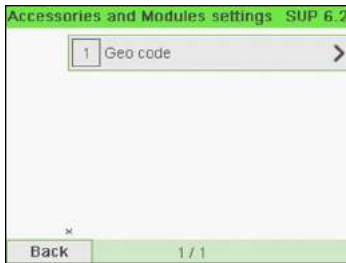 Accessories and Modules settings SUP 6.2
1 Geo code
×
Back 1 / 1